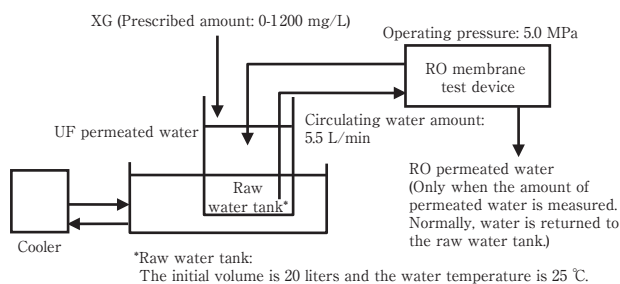 XG (Prescribed amount: 0-1200 mg/L)
Operating pressure: 5.0 MPa
RO membrane
test device
UF permeated water
Circulating water amount:
5.5 L/min
Raw
water tank*
RO permeated water
(Only when the amount of
permeated water is measured.
Normally, water is returned to
the raw water tank.)
Cooler
*Raw water tank:
The initial volume is 20 liters and the water temperature is 25 ℃.